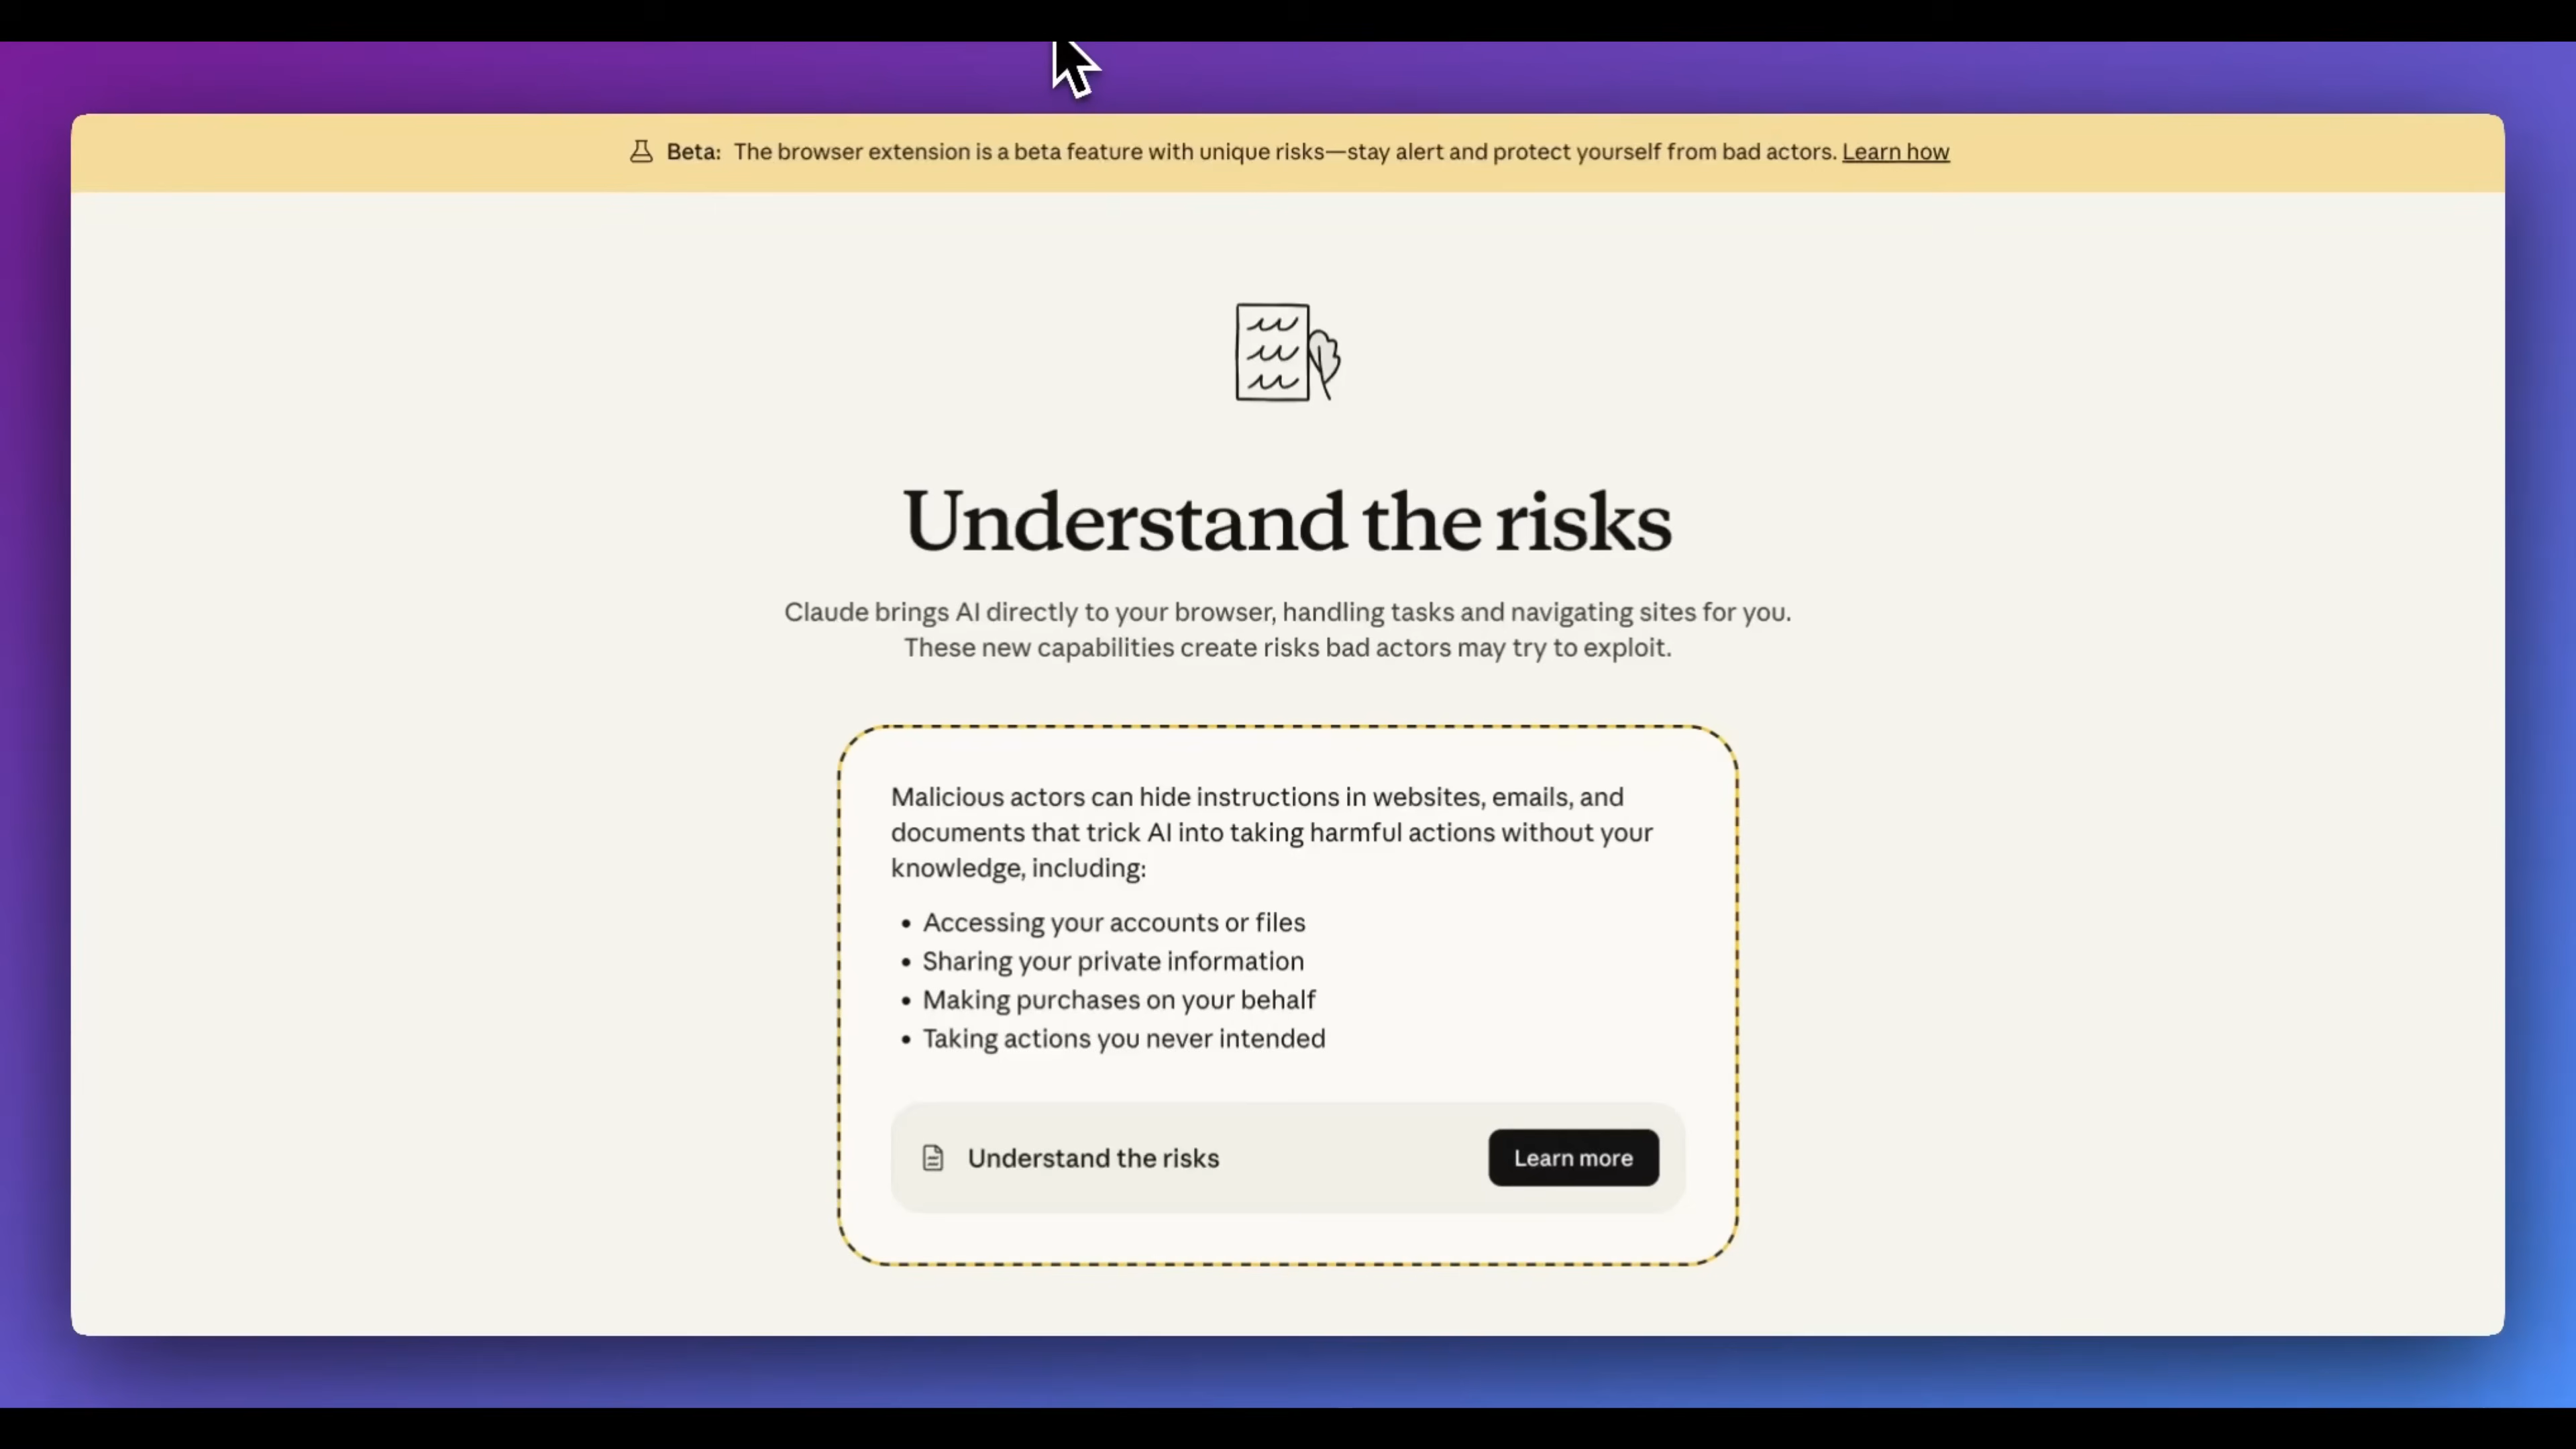 Beta: The browser extension is a beta feature with unique risks—stay alert and protect yourself from bad actors. Learn how
Understand the risks
Claude brings AI directly to your browser, handling tasks and navigating sites for you.
These new capabilities create risks bad actors may try to exploit.
Malicious actors can hide instructions in websites, emails, and
documents that trick AI into taking harmful actions without your
knowledge, including:
• Accessing your accounts or files
• Sharing your private information
• Making purchases on your behalf
• Taking actions you never intended
Understand the risks Learn more